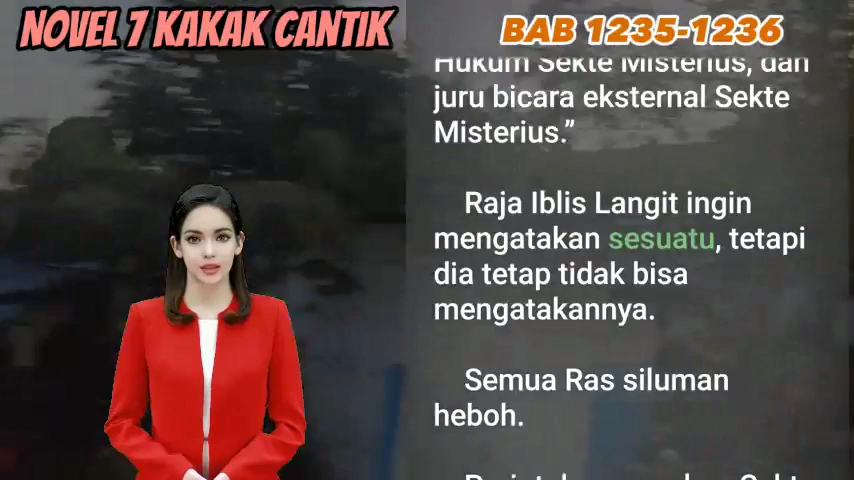 NOVEL 7 KAKAK CANTIK
BAB 1235-1236
Hukum Sekte Misterius, dan
juru bicara eksternal Sekte
Misterius.”
Raja Iblis Langit ingin
mengatakan sesuatu, tetapi
dia tetap tidak bisa
mengatakannya.
Semua Ras siluman
heboh.